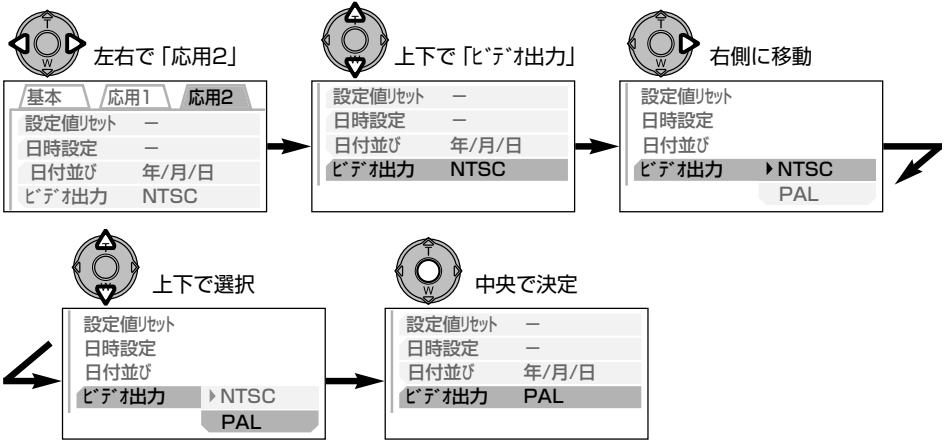 左右で「応用2」
基本 応用1 応用2
設定値ﾘｾｯﾄ －
日時設定 －
日付並び 年/月/日
ﾋﾞﾃﾞｵ出力 NTSC
上下で「ﾋﾞﾃﾞｵ出力」
設定値ﾘｾｯﾄ －
日時設定 －
日付並び 年/月/日
ﾋﾞﾃﾞｵ出力 NTSC
右側に移動
設定値ﾘｾｯﾄ
日時設定
日付並び
ﾋﾞﾃﾞｵ出力 NTSC
PAL
上下で選択
設定値ﾘｾｯﾄ
日時設定
日付並び
ﾋﾞﾃﾞｵ出力 NTSC
PAL
中央で決定
設定値ﾘｾｯﾄ －
日時設定 －
日付並び 年/月/日
ﾋﾞﾃﾞｵ出力 PAL
T
W
T
W
T
W
T
W
T
W